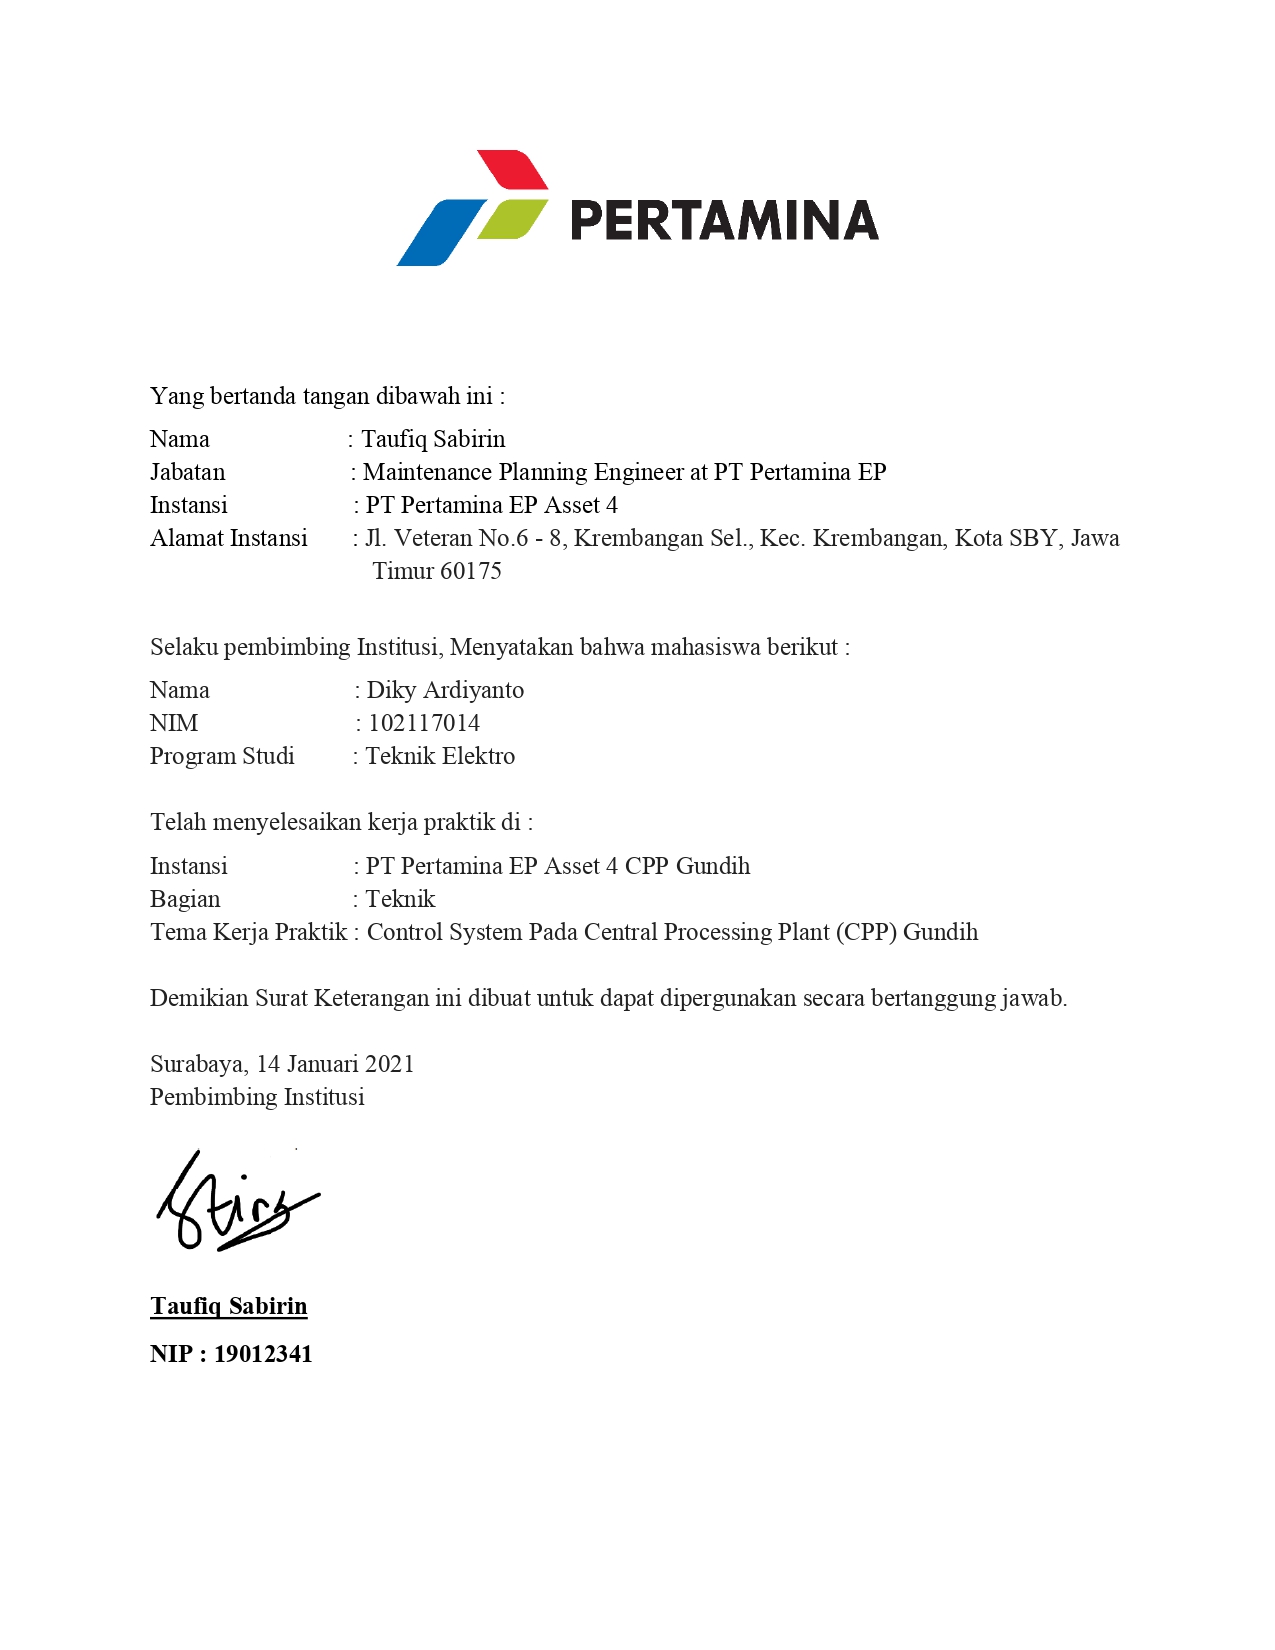 PERTAMINA
Yang bertanda tangan dibawah ini :
Nama : Taufiq Sabirin
Jabatan : Maintenance Planning Engineer at PT Pertamina EP
Instansi : PT Pertamina EP Asset 4
Alamat Instansi : Jl. Veteran No.6 - 8, Krembangan Sel., Kec. Krembangan, Kota SBY, Jawa
Timur 60175
Selaku pembimbing Institusi, Menyatakan bahwa mahasiswa berikut :
Nama : Diky Ardiyanto
NIM : 102117014
Program Studi : Teknik Elektro
Telah menyelesaikan kerja praktik di :
Instansi : PT Pertamina EP Asset 4 CPP Gundih
Bagian : Teknik
Tema Kerja Praktik : Control System Pada Central Processing Plant (CPP) Gundih
Demikian Surat Keterangan ini dibuat untuk dapat dipergunakan secara bertanggung jawab.
Surabaya, 14 Januari 2021
Pembimbing Institusi
Taufiq Sabirin
NIP : 19012341